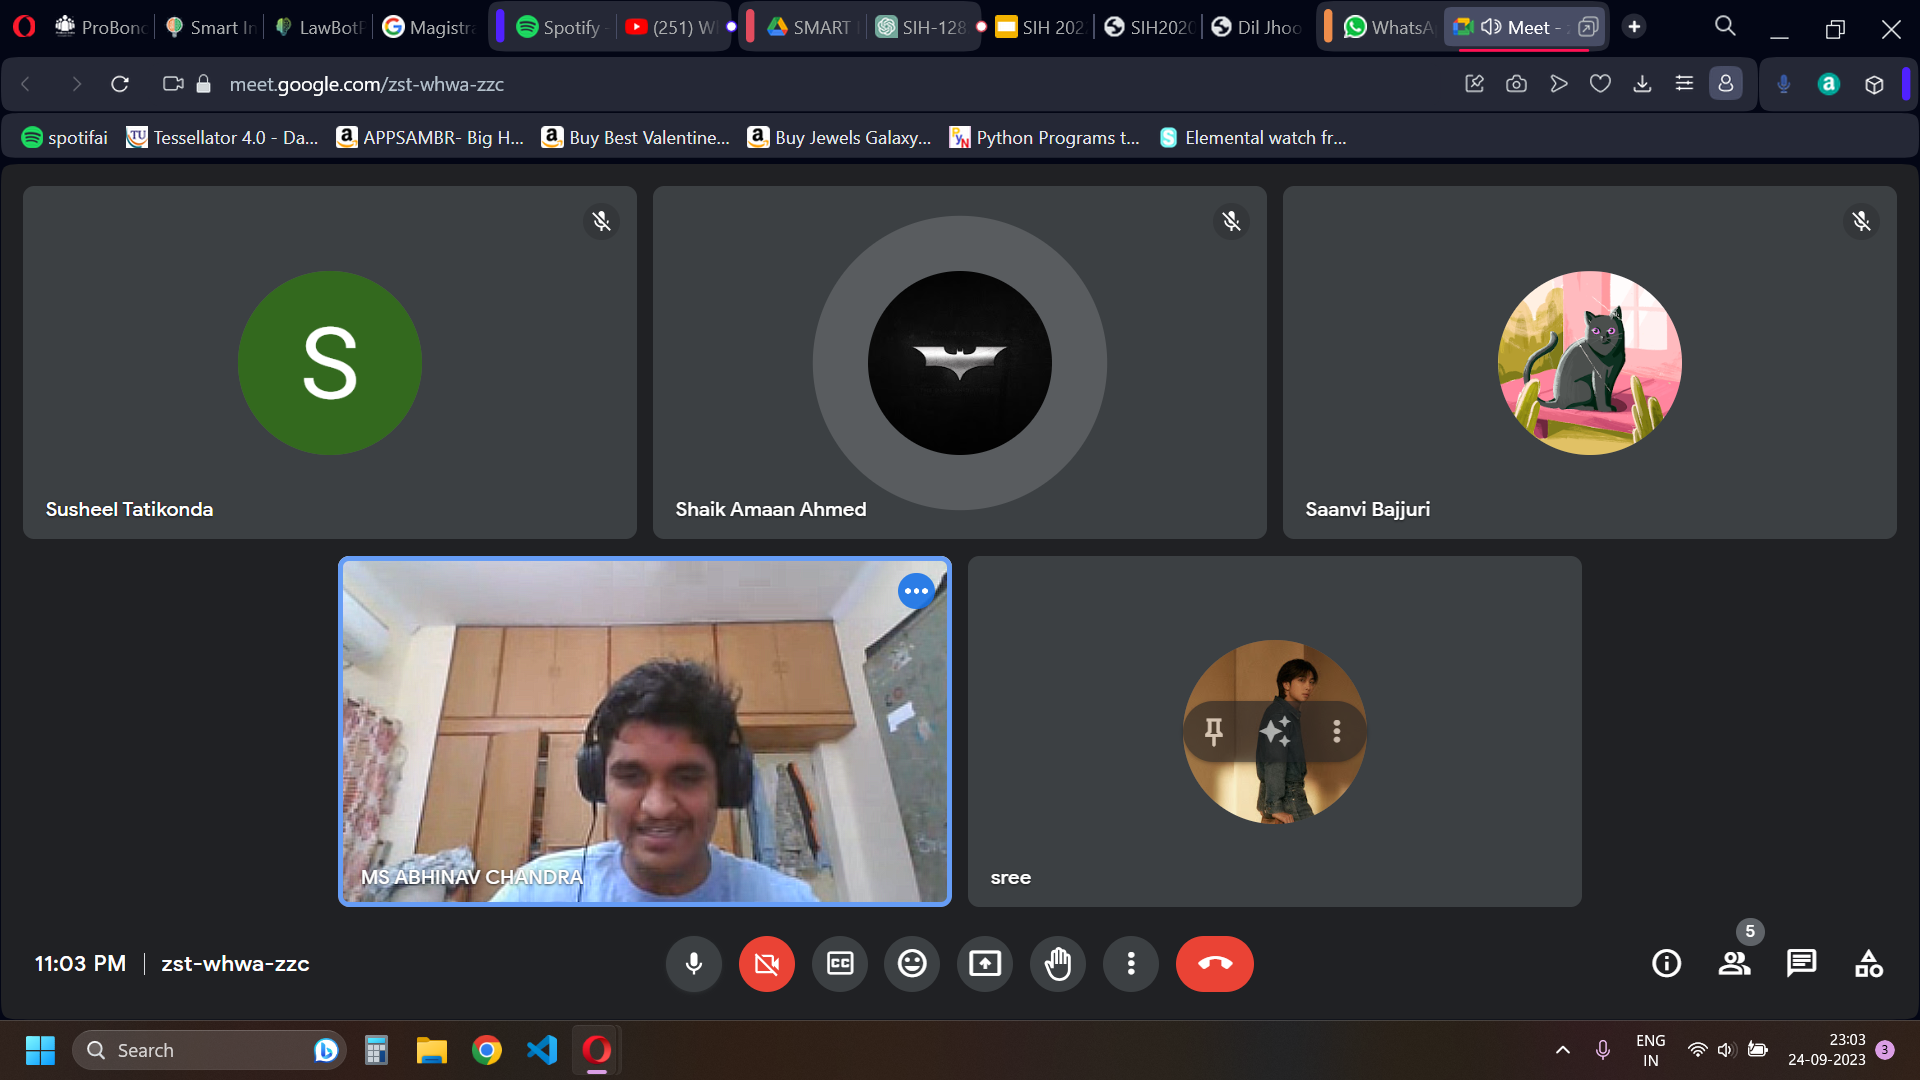 ProBono
Smart In
LawBotP
Magistra
Spotify -
(251) W
SMART
SIH-128
SIH 202
SIH2020
Dil Jhoo
WhatsA
Meet -
meet.google.com/zst-whwa-zzc
spotifai
Tessellator 4.0 - Da...
APPSAMBR- Big H...
Buy Best Valentine...
Buy Jewels Galaxy...
Python Programs t...
Elemental watch fr...
S
Susheel Tatikonda
Shaik Amaan Ahmed
Saanvi Bajjuri
MS ABHINAV CHANDRA
sree
11:03 PM
zst-whwa-zzc
CC
5
Search
ENG
IN
23:03
24-09-2023
3